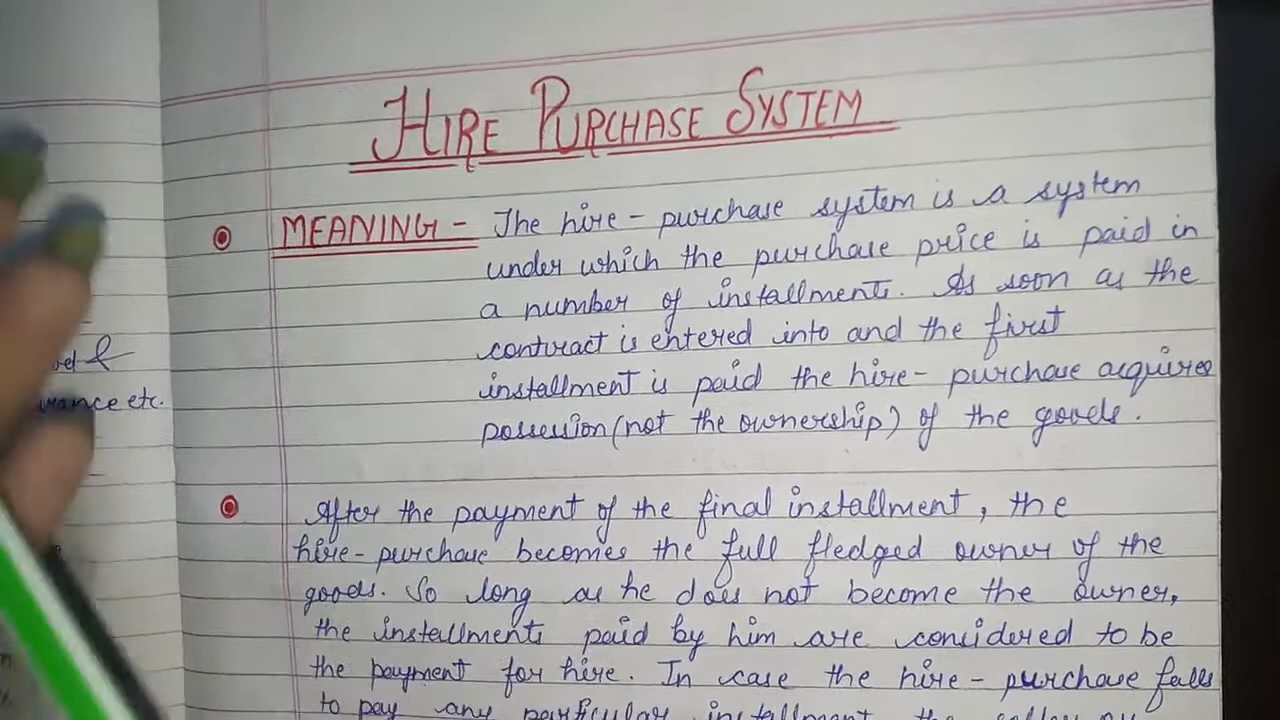 HIRE PURCHASE SYSTEM
MEANING - The hire - purchase system is a system
under which the purchase price is paid in
a number of installments. As soon as the
contract is entered into and the first
installment is paid the hire - purchase acquires
possession (not the ownership) of the goods.
After the payment of the final installment, the
hire - purchase becomes the full fledged owner of the
goods. So long as he does not become the owner,
the installments paid by him are considered to be
the payment for hire. In case the hire - purchase fails
to pay any particular installment the
&
etc.